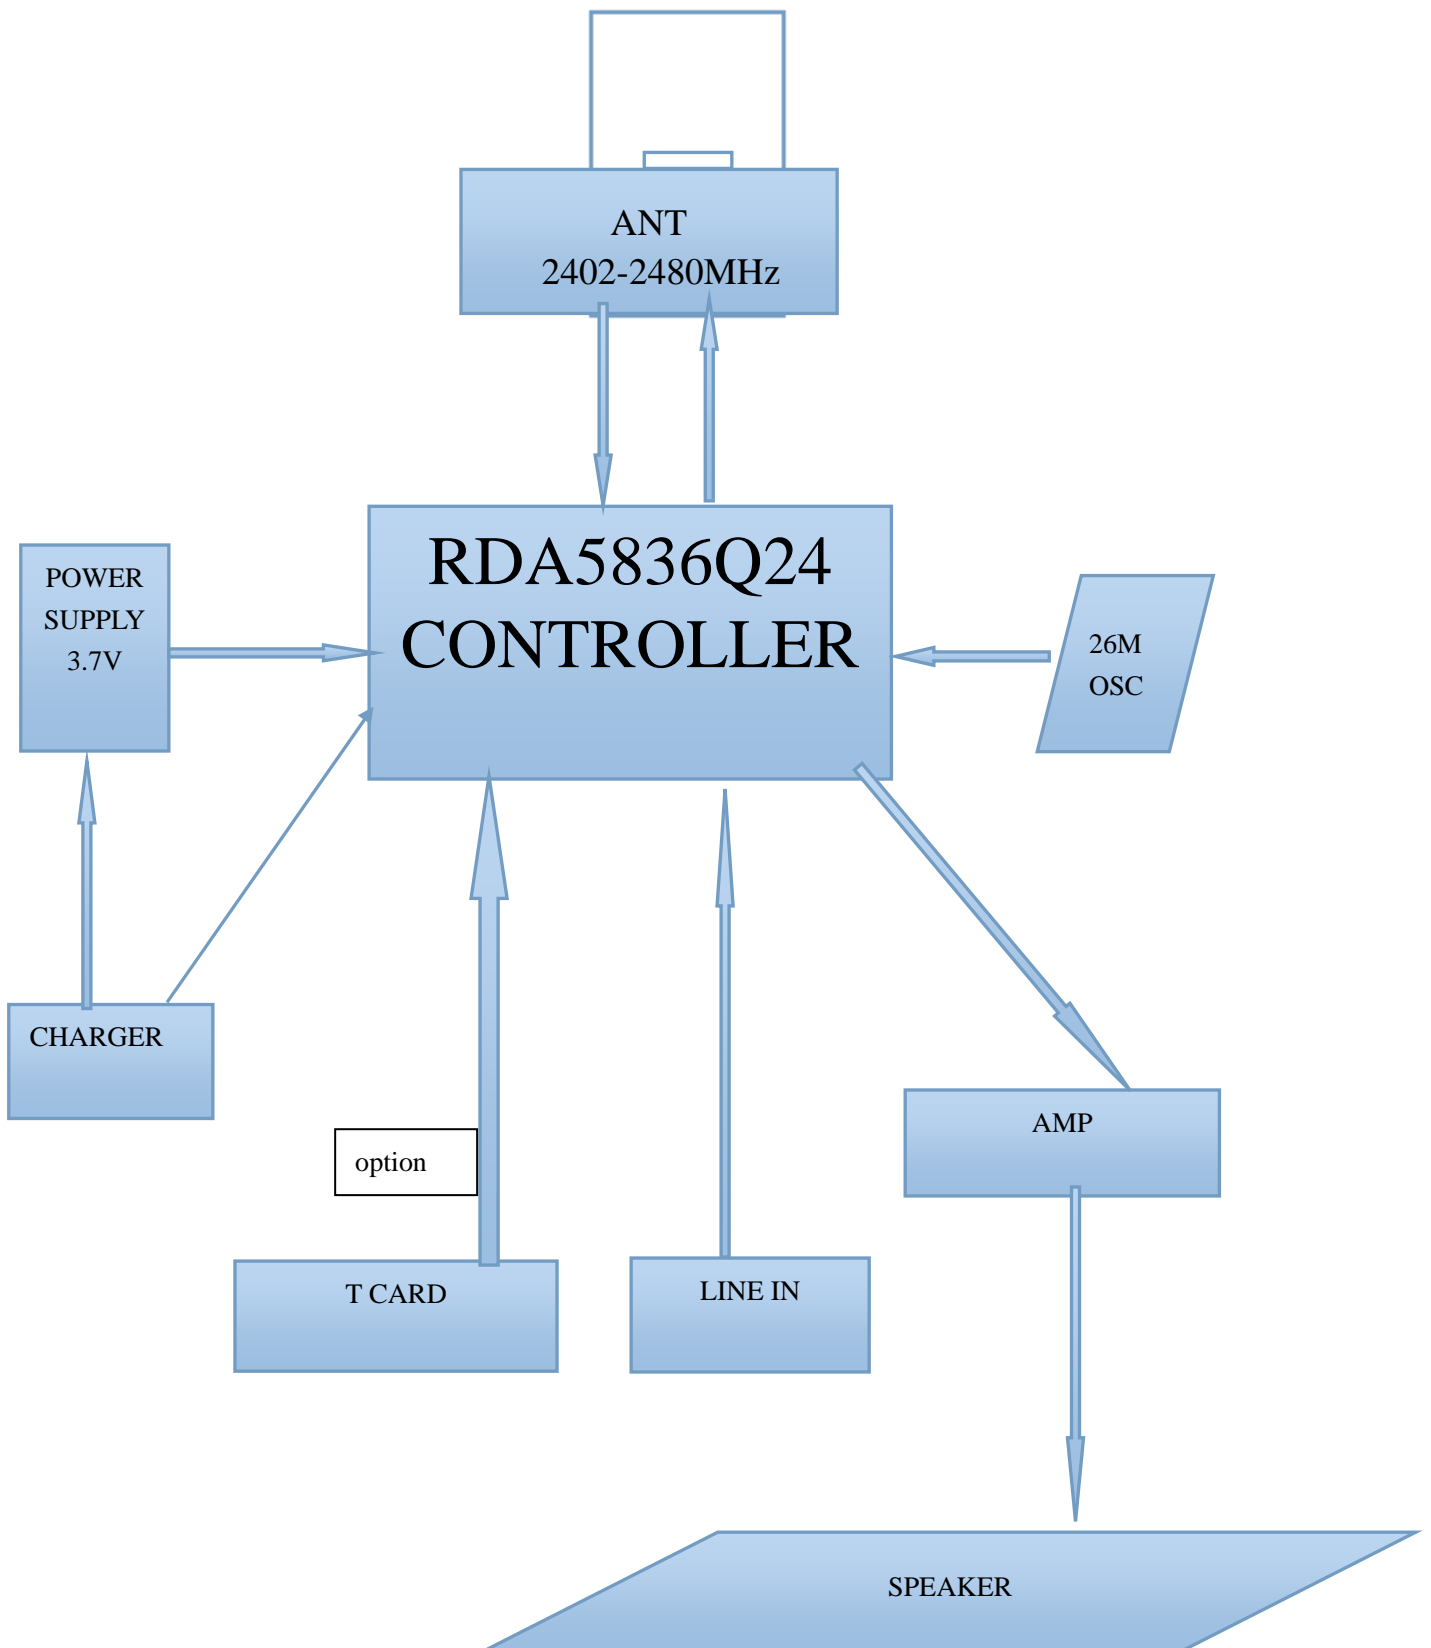 ANT
2402-2480MHz
RDA5836Q24
CONTROLLER
POWER
SUPPLY
3.7V
26M
OSC
CHARGER
AMP
option
T CARD
LINE IN
SPEAKER